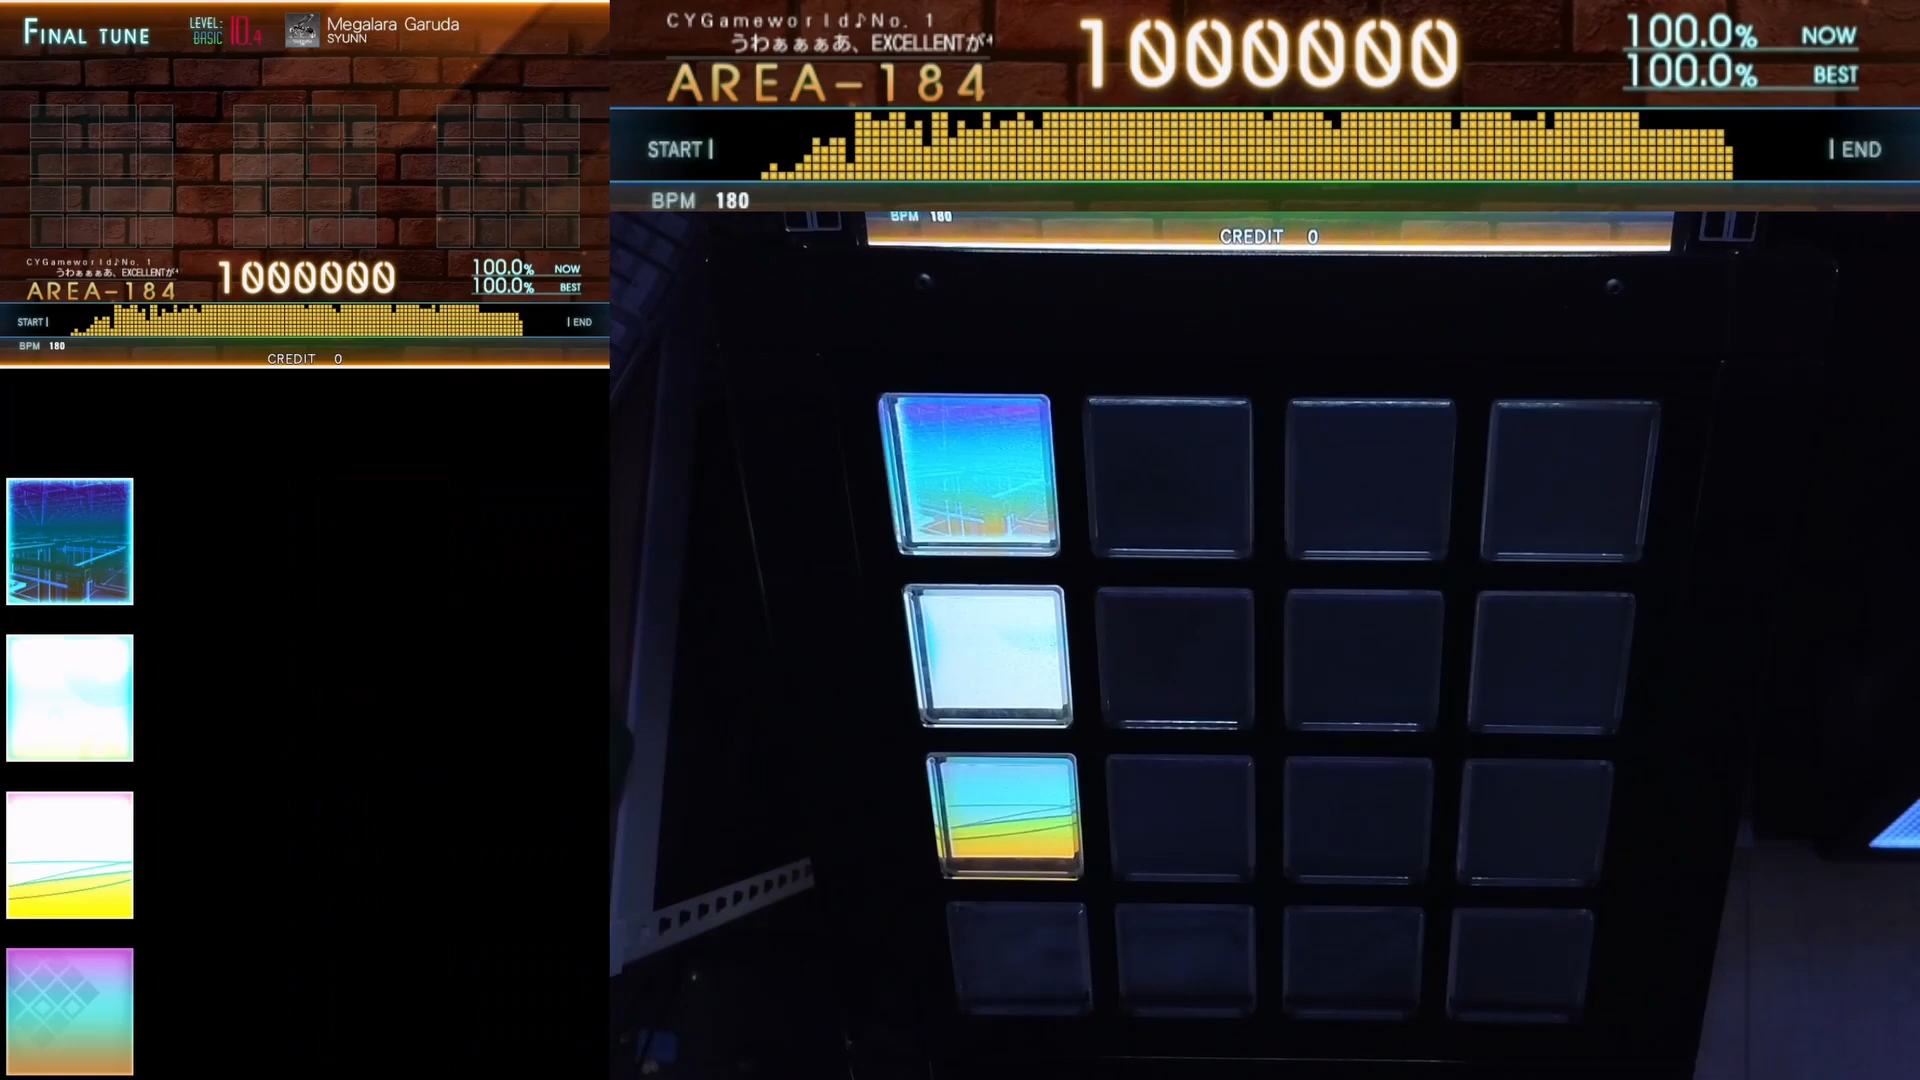 FINAL TUNE
LEVEL:
BASIC 10.4
Megalara Garuda
SYUNN
CYGameworld♪No. 1
うわぁぁぁあ、EXCELLENTが
AREA-184
1000000
100.0% NOW
100.0% BEST
START
END
BPM 180
CREDIT 0
CYGameworld♪No. 1
うわぁぁぁあ、EXCELLENTが
AREA-184
1000000
100.0% NOW
100.0% BEST
START
END
BPM 180
BPM 180
CREDIT 0